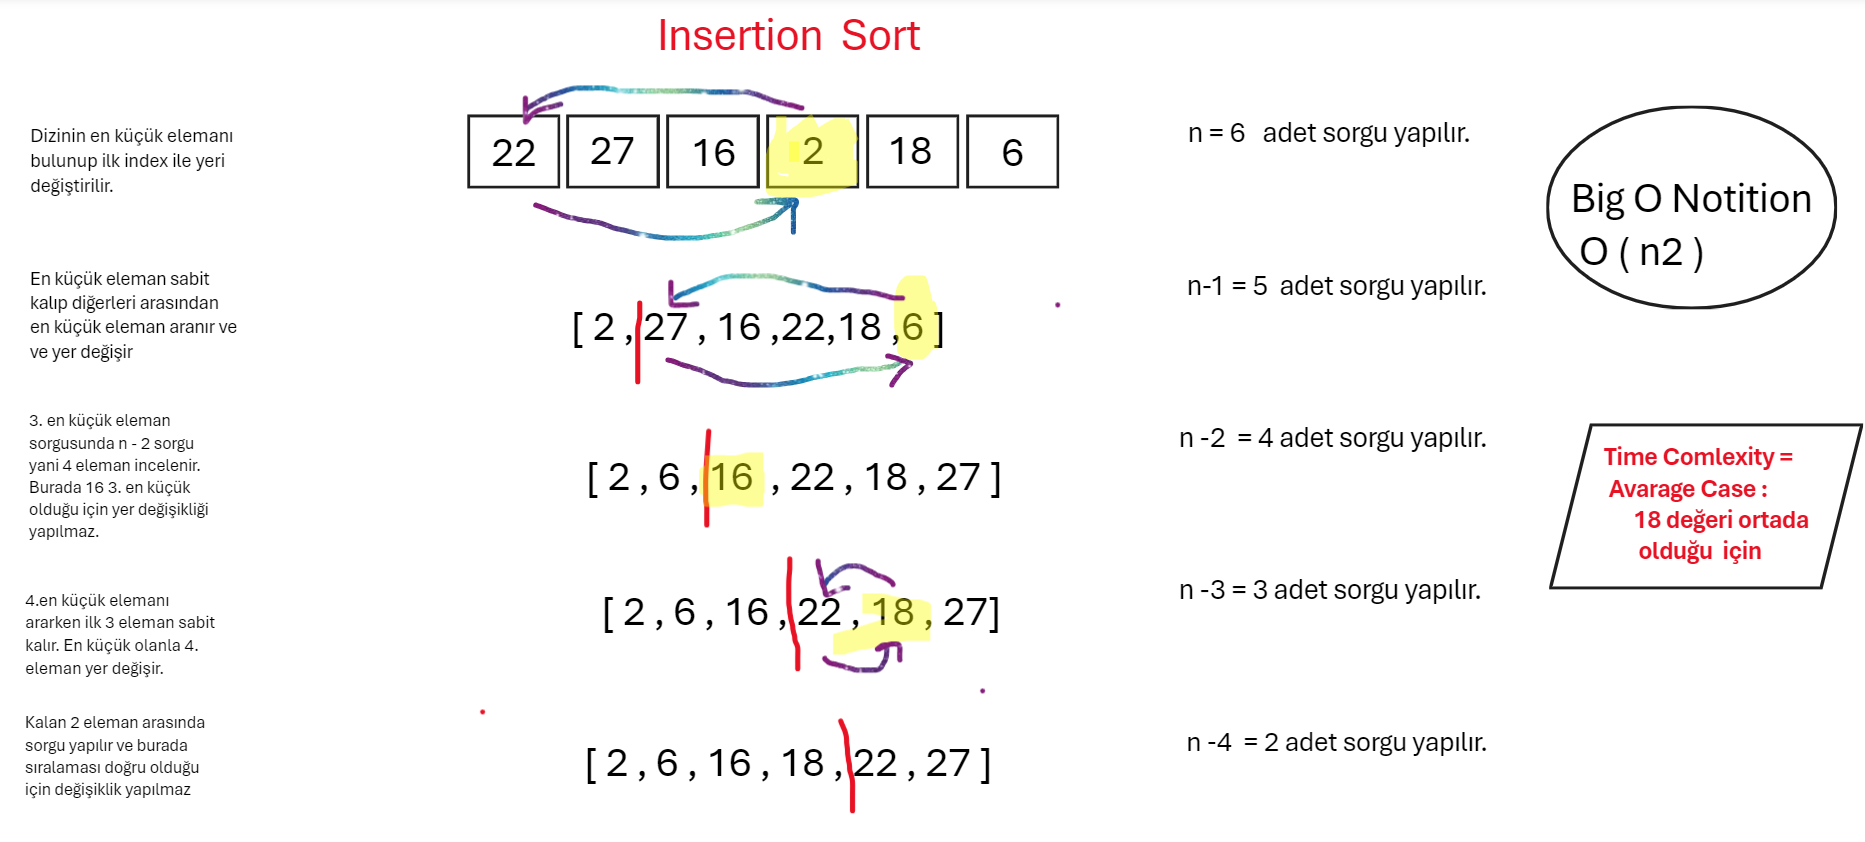 Insertion Sort
Dizinin en küçük elemanı
bulunup ilk index ile yeri
değiştirilir.
22 27 16 2 18 6
n = 6 adet sorgu yapılır.
Big O Notition
O ( n2 )
En küçük eleman sabit
kalıp diğerleri arasından
en küçük eleman aranır ve
ve yer değişir
[ 2 , 27 , 16 ,22,18 ,6 ]
n-1 = 5 adet sorgu yapılır.
3. en küçük eleman
sorgusunda n - 2 sorgu
yani 4 eleman incelenir.
Burada 16 3. en küçük
olduğu için yer değişikliği
yapılmaz.
[ 2 , 6 , 16 , 22 , 18 , 27 ]
n -2 = 4 adet sorgu yapılır.
Time Comlexity =
Avarage Case :
18 değeri ortada
olduğu için
4.en küçük elemanı
ararken ilk 3 eleman sabit
kalır. En küçük olanla 4.
eleman yer değişir.
[ 2 , 6 , 16 , 22 , 18 , 27]
n -3 = 3 adet sorgu yapılır.
Kalan 2 eleman arasında
sorgu yapılır ve burada
sıralaması doğru olduğu
için değişiklik yapılmaz
[ 2 , 6 , 16 , 18 , 22 , 27 ]
n -4 = 2 adet sorgu yapılır.